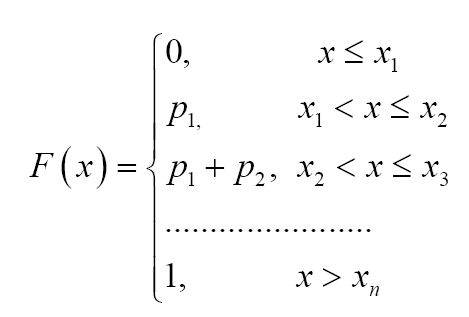 0, x ≤ x₁
p₁, x₁ < x ≤ x₂
F(x) = { p₁ + p₂, x₂ < x ≤ x₃
.......................
1, x > xₙ